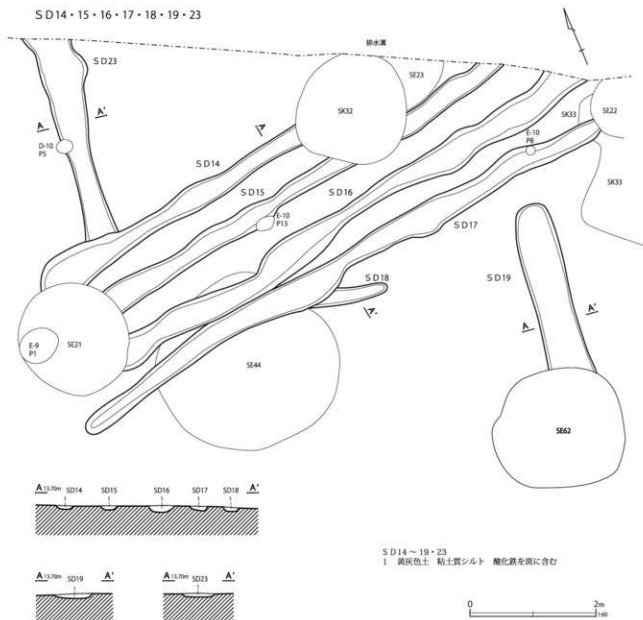 SD14・15・16・17・18・19・23
排水溝
SD23
SE23
A
A'
SK32
SK33
SE22
E-10
P8
D-10
P5
A
SD14
SD15
SD16
SK33
E-10
P13
SD17
SD18
SD19
A'
A
A'
SE21
E-9
P1
SE44
SE62
A 13.70m SD14 SD15 SD16 SD17 SD18 A'
SD14~19・23
1 黄灰色土 粘土質シルト 酸化鉄を斑に含む
A 13.70m SD19 A'
A 13.70m SD23 A'
0 2m
1:60